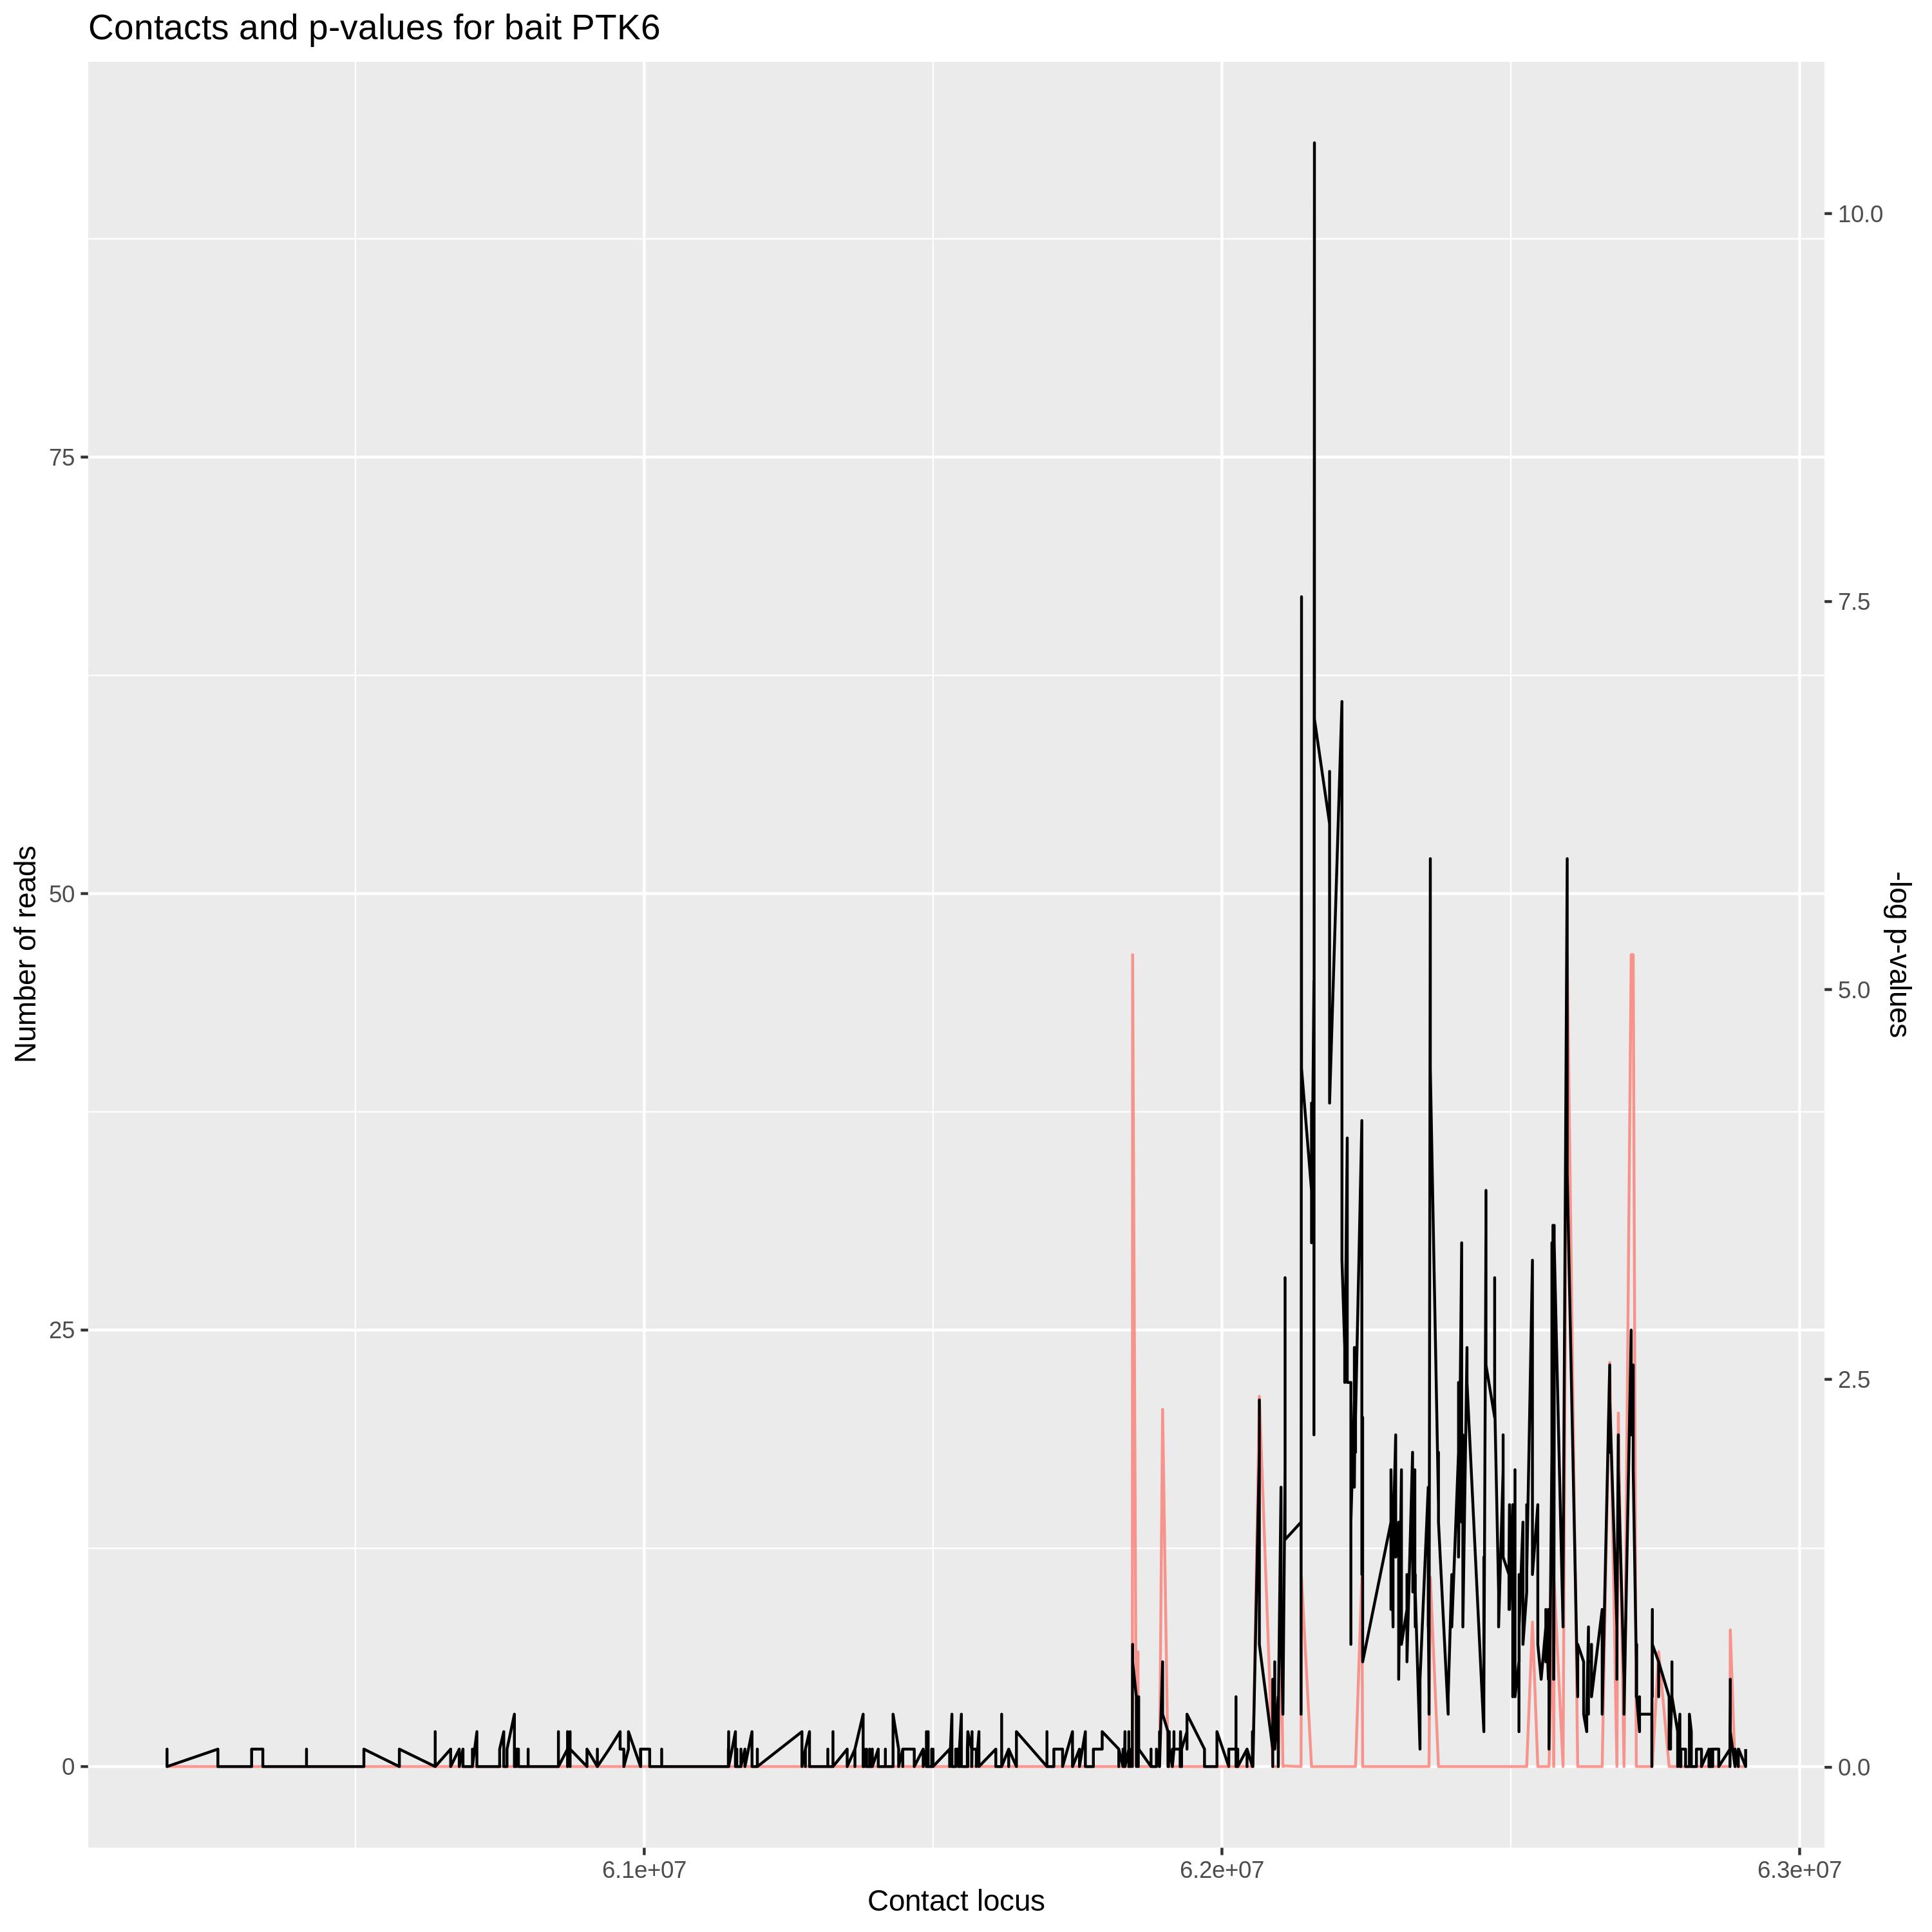 Contacts and p-values for bait PTK6
Number of reads
75
50
25
0
10.0
7.5
5.0
2.5
0.0
-log p-values
6.1e+07
6.2e+07
6.3e+07
Contact locus